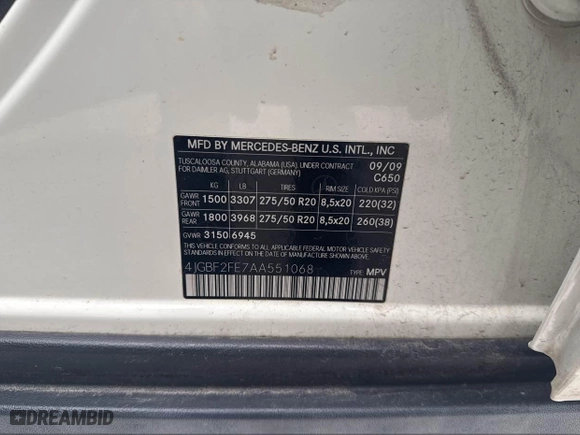 MFD BY MERCEDES-BENZ U.S. INTL., INC
TUSCALOOSA COUNTY, ALABAMA (USA), UNDER CONTRACT
FOR DAIMLER AG, STUTTGART (GERMANY)
09/09
C650
KG LB TIRES RIM SIZE COLD KPA (PSI)
GAWR FRONT 1500 3307 275/50 R20 8,5x20 220(32)
GAWR REAR 1800 3968 275/50 R20 8,5x20 260(38)
GVWR 3150 6945
THIS VEHICLE CONFORMS TO ALL APPLICABLE FEDERAL MOTOR VEHICLE SAFETY
STANDARDS IN EFFECT ON THE DATE OF MANUFACTURE SHOWN ABOVE.
4JGBF2FE7AA551068
TYPE: MPV
DREAMBID